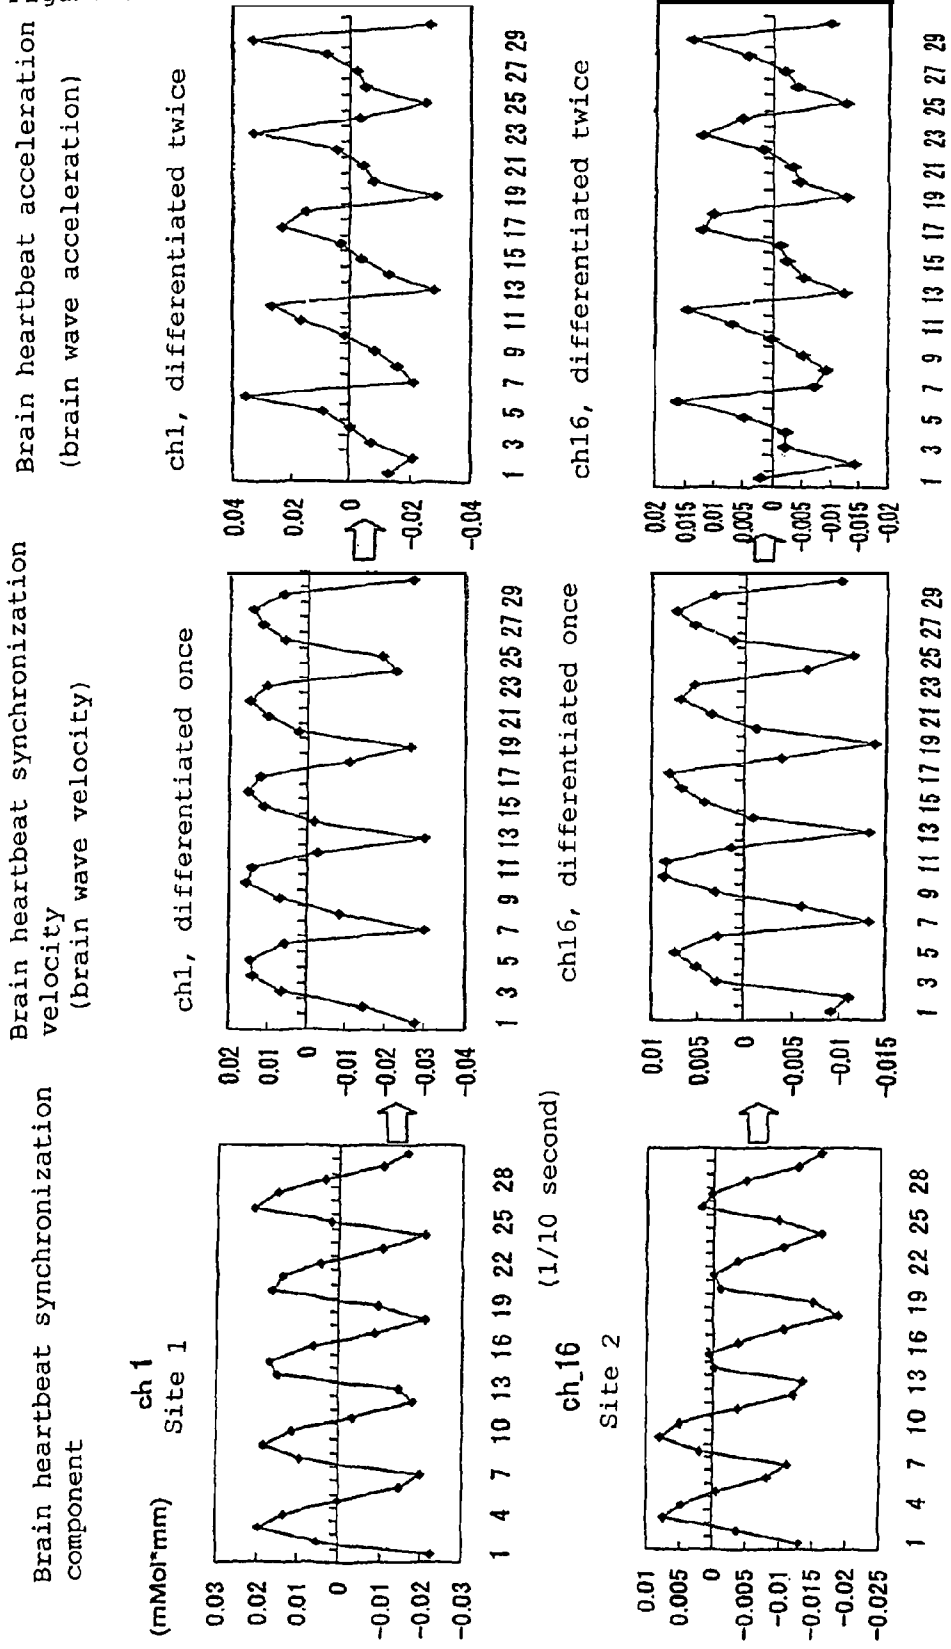 Brain heartbeat synchronization
component
Brain heartbeat synchronization
velocity
(brain wave velocity)
Brain heartbeat acceleration
(brain wave acceleration)
(mMol*mm)
ch 1
Site 1
ch1, differentiated once
ch1, differentiated twice
0.03
0.02
0.01
0
-0.01
-0.02
-0.03
1 4 7 10 13 16 19 22 25 28
0.02
0.01
0
-0.01
-0.02
-0.03
-0.04
1 3 5 7 9 11 13 15 17 19 21 23 25 27 29
0.04
0.02
0
-0.02
-0.04
1 3 5 7 9 11 13 15 17 19 21 23 25 27 29
(1/10 second)
ch_16
Site 2
ch16, differentiated once
ch16, differentiated twice
0.01
0.005
0
-0.005
-0.01
-0.015
-0.02
-0.025
1 4 7 10 13 16 19 22 25 28
0.01
0.005
0
-0.005
-0.01
-0.015
1 3 5 7 9 11 13 15 17 19 21 23 25 27 29
0.02
0.015
0.01
0.005
0
-0.005
-0.01
-0.015
-0.02
1 3 5 7 9 11 13 15 17 19 21 23 25 27 29